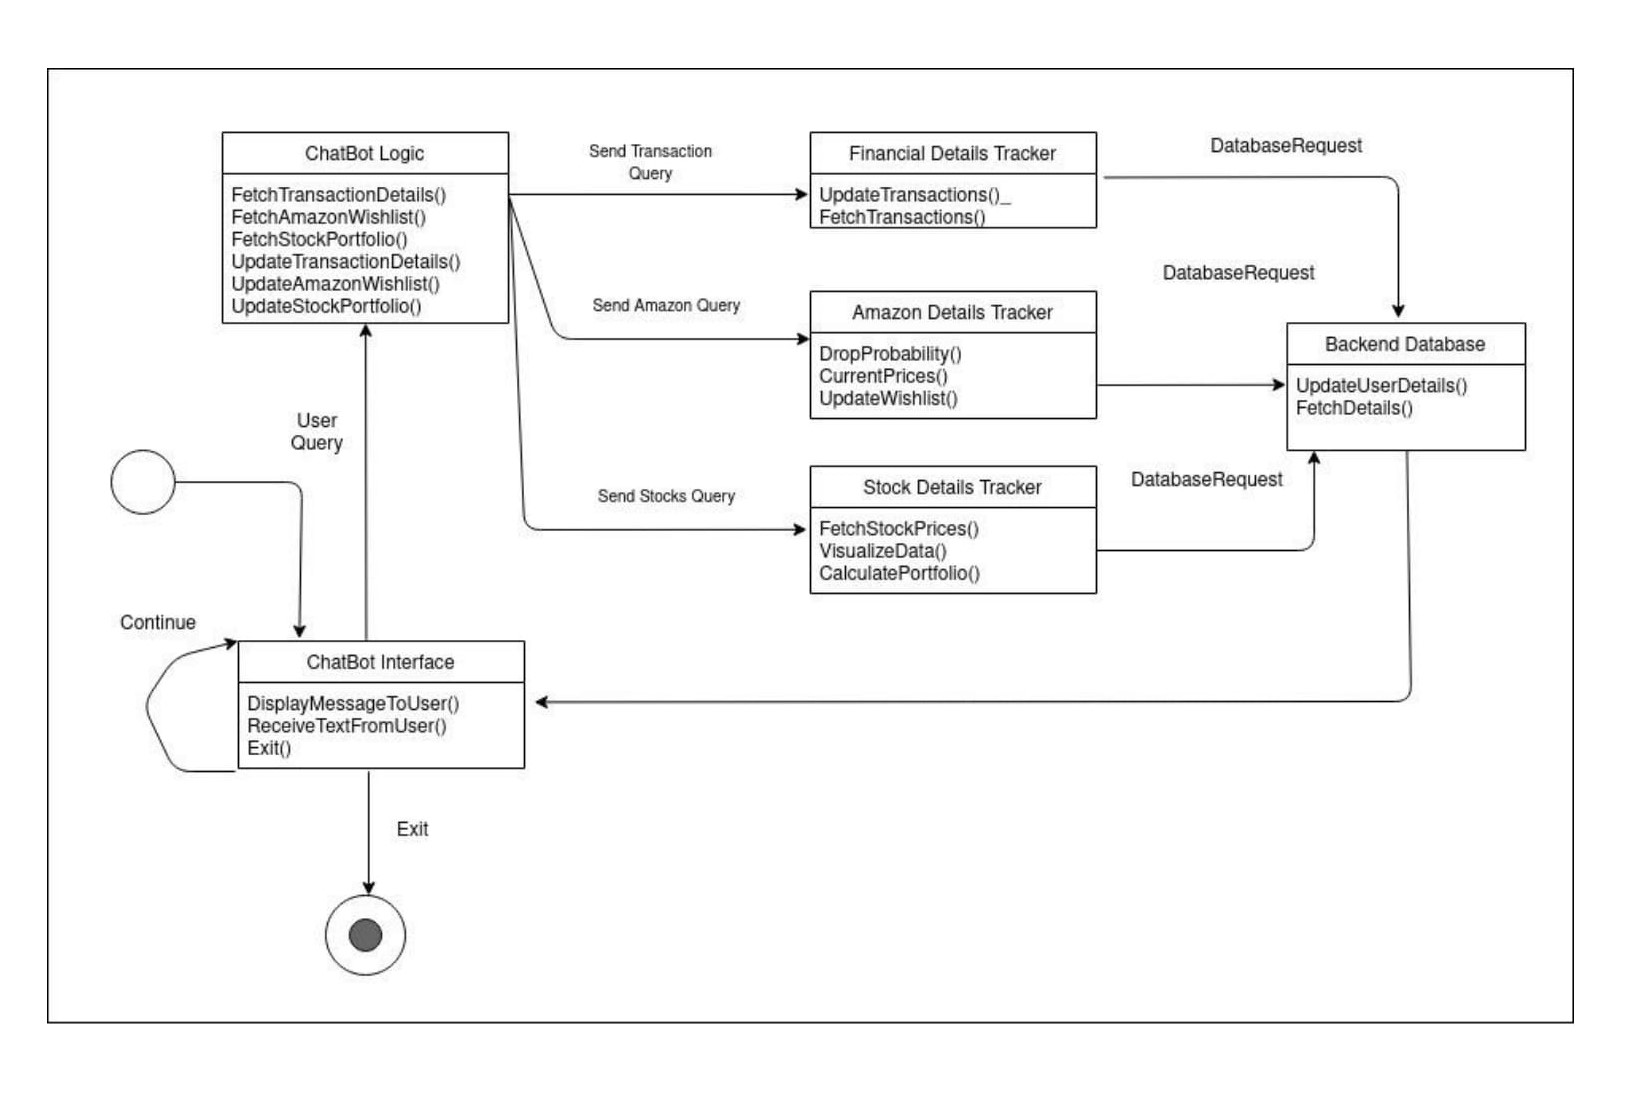 ChatBot Logic
FetchTransactionDetails()
FetchAmazonWishlist()
FetchStockPortfolio()
UpdateTransactionDetails()
UpdateAmazonWishlist()
UpdateStockPortfolio()
Send Transaction
Query
Financial Details Tracker
UpdateTransactions()_
FetchTransactions()
DatabaseRequest
Send Amazon Query
Amazon Details Tracker
DropProbability()
CurrentPrices()
UpdateWishlist()
DatabaseRequest
Backend Database
UpdateUserDetails()
FetchDetails()
User
Query
Send Stocks Query
Stock Details Tracker
FetchStockPrices()
VisualizeData()
CalculatePortfolio()
DatabaseRequest
Continue
ChatBot Interface
DisplayMessageToUser()
ReceiveTextFromUser()
Exit()
Exit